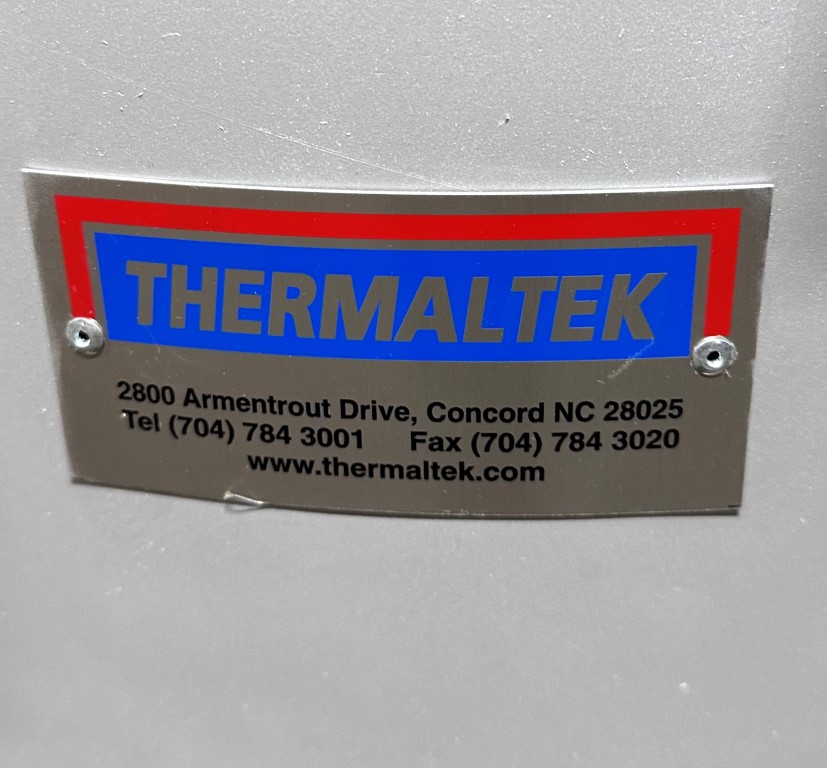 THERMALTEK
2800 Armentrout Drive, Concord NC 28025
Tel (704) 784 3001 Fax (704) 784 3020
www.thermaltek.com